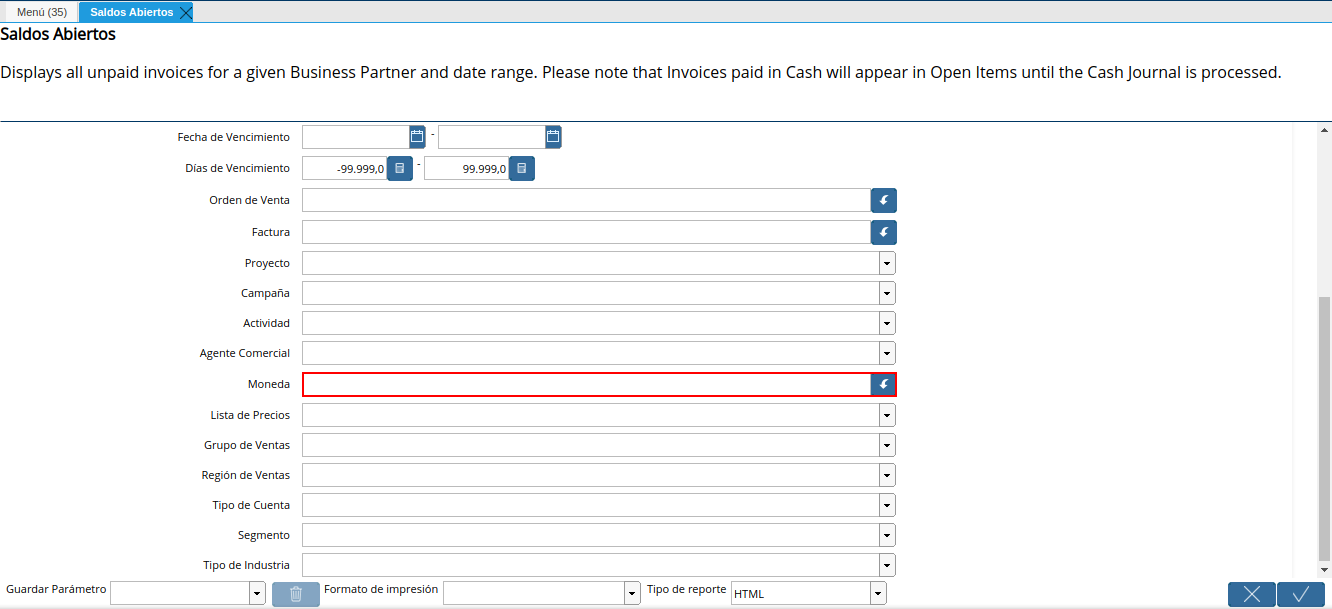 Menú (35) Saldos Abiertos
Saldos Abiertos
Displays all unpaid invoices for a given Business Partner and date range. Please note that Invoices paid in Cash will appear in Open Items until the Cash Journal is processed.
Fecha de Vencimiento -
Días de Vencimiento -99.999,0 - 99.999,0
Orden de Venta
Factura
Proyecto
Campaña
Actividad
Agente Comercial
Moneda
Lista de Precios
Grupo de Ventas
Región de Ventas
Tipo de Cuenta
Segmento
Tipo de Industria
Guardar Parámetro Formato de impresión Tipo de reporte HTML